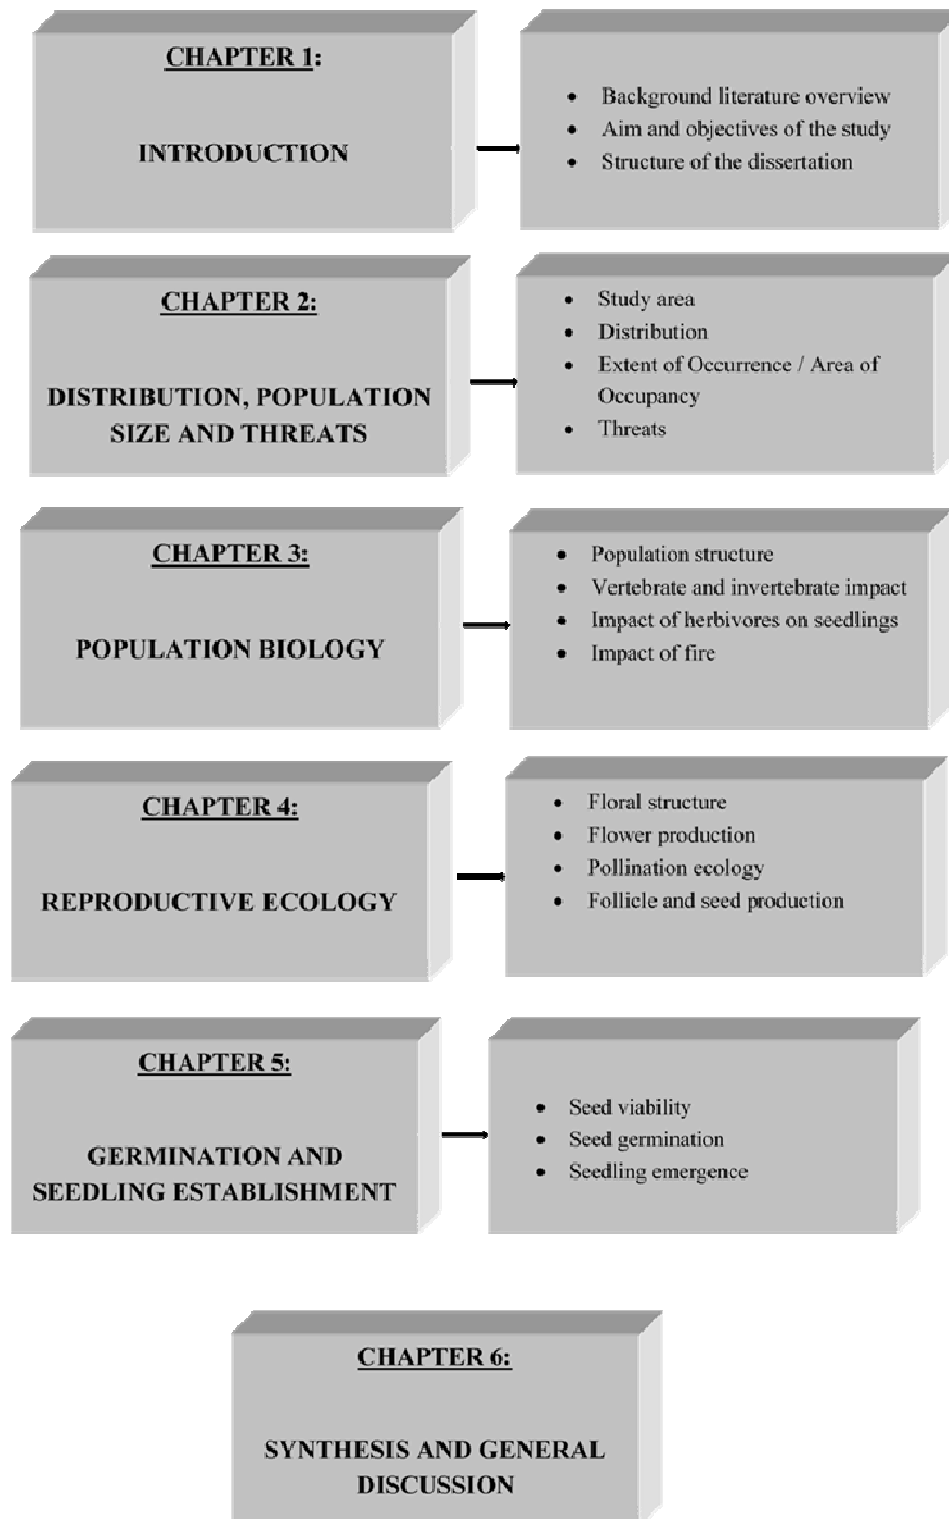 CHAPTER 1:
INTRODUCTION
• Background literature overview
• Aim and objectives of the study
• Structure of the dissertation
CHAPTER 2:
DISTRIBUTION, POPULATION
SIZE AND THREATS
• Study area
• Distribution
• Extent of Occurrence / Area of
Occupancy
• Threats
CHAPTER 3:
POPULATION BIOLOGY
• Population structure
• Vertebrate and invertebrate impact
• Impact of herbivores on seedlings
• Impact of fire
CHAPTER 4:
REPRODUCTIVE ECOLOGY
• Floral structure
• Flower production
• Pollination ecology
• Follicle and seed production
CHAPTER 5:
GERMINATION AND
SEEDLING ESTABLISHMENT
• Seed viability
• Seed germination
• Seedling emergence
CHAPTER 6:
SYNTHESIS AND GENERAL
DISCUSSION